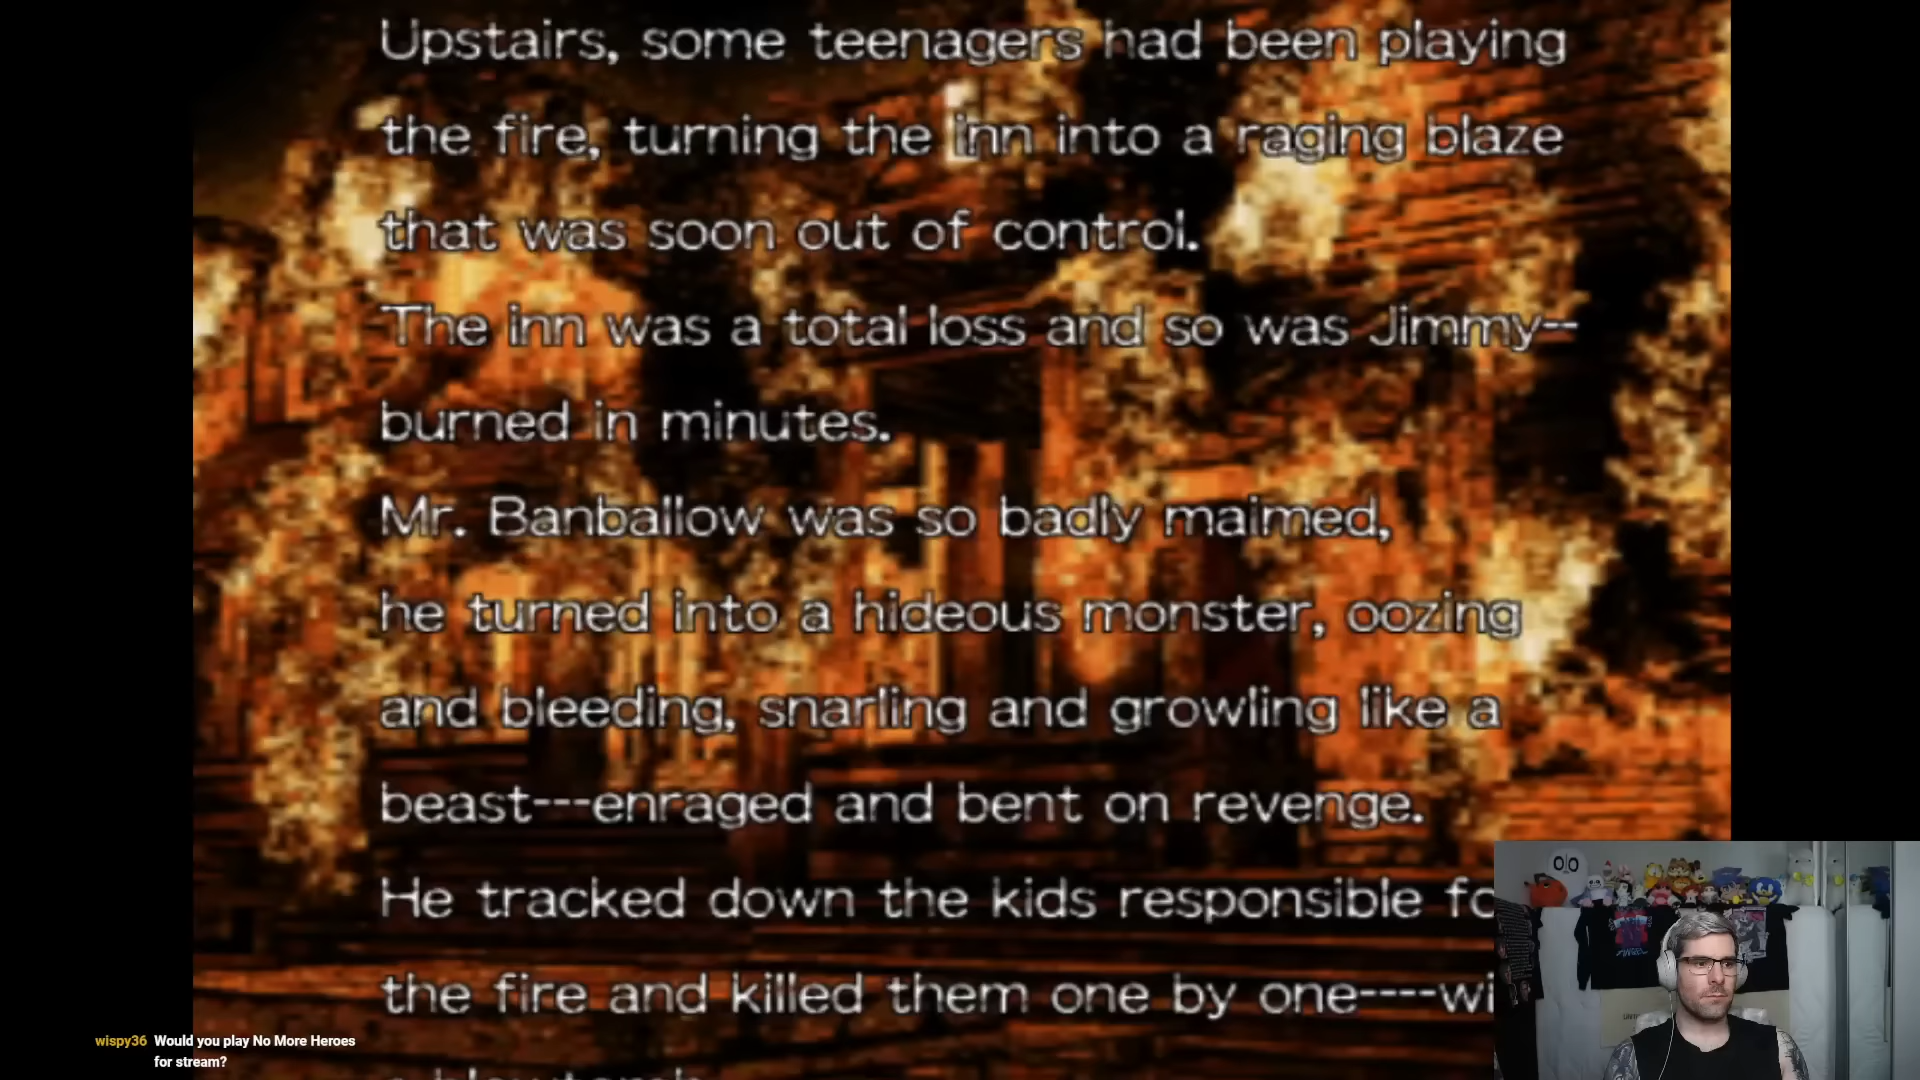 Upstairs, some teenagers had been playing
the fire, turning the inn into a raging blaze
that was soon out of control.
The inn was a total loss and so was Jimmy--
burned in minutes.
Mr. Banballow was so badly maimed,
he turned into a hideous monster, oozing
and bleeding, snarling and growling like a
beast---enraged and bent on revenge.
He tracked down the kids responsible fo
the fire and killed them one by one----wi
wispy36 Would you play No More Heroes
for stream?